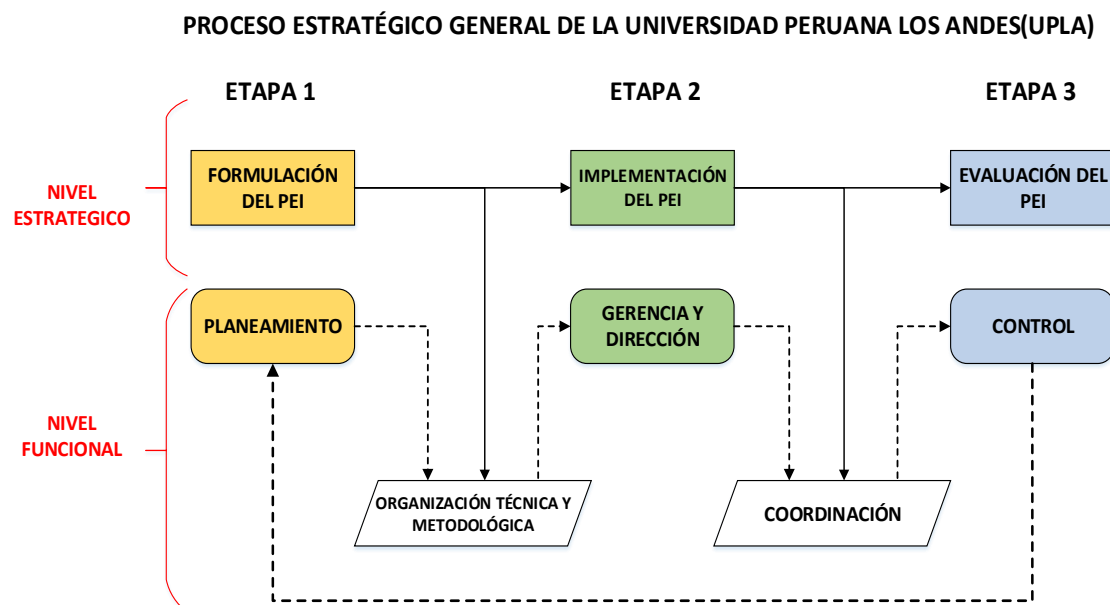 PROCESO ESTRATÉGICO GENERAL DE LA UNIVERSIDAD PERUANA LOS ANDES(UPLA)
ETAPA 1
ETAPA 2
ETAPA 3
NIVEL
ESTRATEGICO
FORMULACIÓN
DEL PEI
IMPLEMENTACIÓN
DEL PEI
EVALUACIÓN DEL
PEI
NIVEL
FUNCIONAL
PLANEAMIENTO
GERENCIA Y
DIRECCIÓN
CONTROL
ORGANIZACIÓN TÉCNICA Y
METODOLÓGICA
COORDINACIÓN